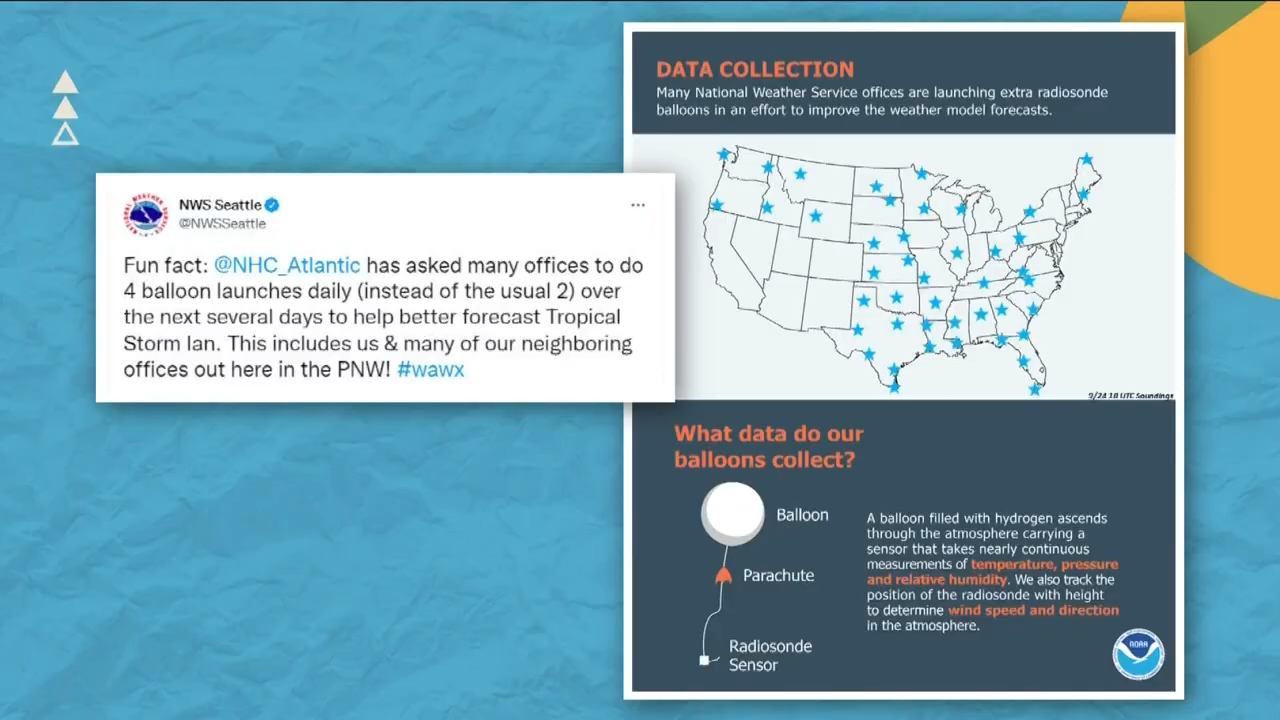 NWS Seattle
@NWSSeattle
Fun fact: @NHC_Atlantic has asked many offices to do
4 balloon launches daily (instead of the usual 2) over
the next several days to help better forecast Tropical
Storm Ian. This includes us & many of our neighboring
offices out here in the PNW! #wawx
DATA COLLECTION
Many National Weather Service offices are launching extra radiosonde
balloons in an effort to improve the weather model forecasts.
9/24 18 UTC Soundings
What data do our
balloons collect?
Balloon
Parachute
Radiosonde
Sensor
A balloon filled with hydrogen ascends
through the atmosphere carrying a
sensor that takes nearly continuous
measurements of temperature, pressure
and relative humidity. We also track the
position of the radiosonde with height
to determine wind speed and direction
in the atmosphere.
NOAA